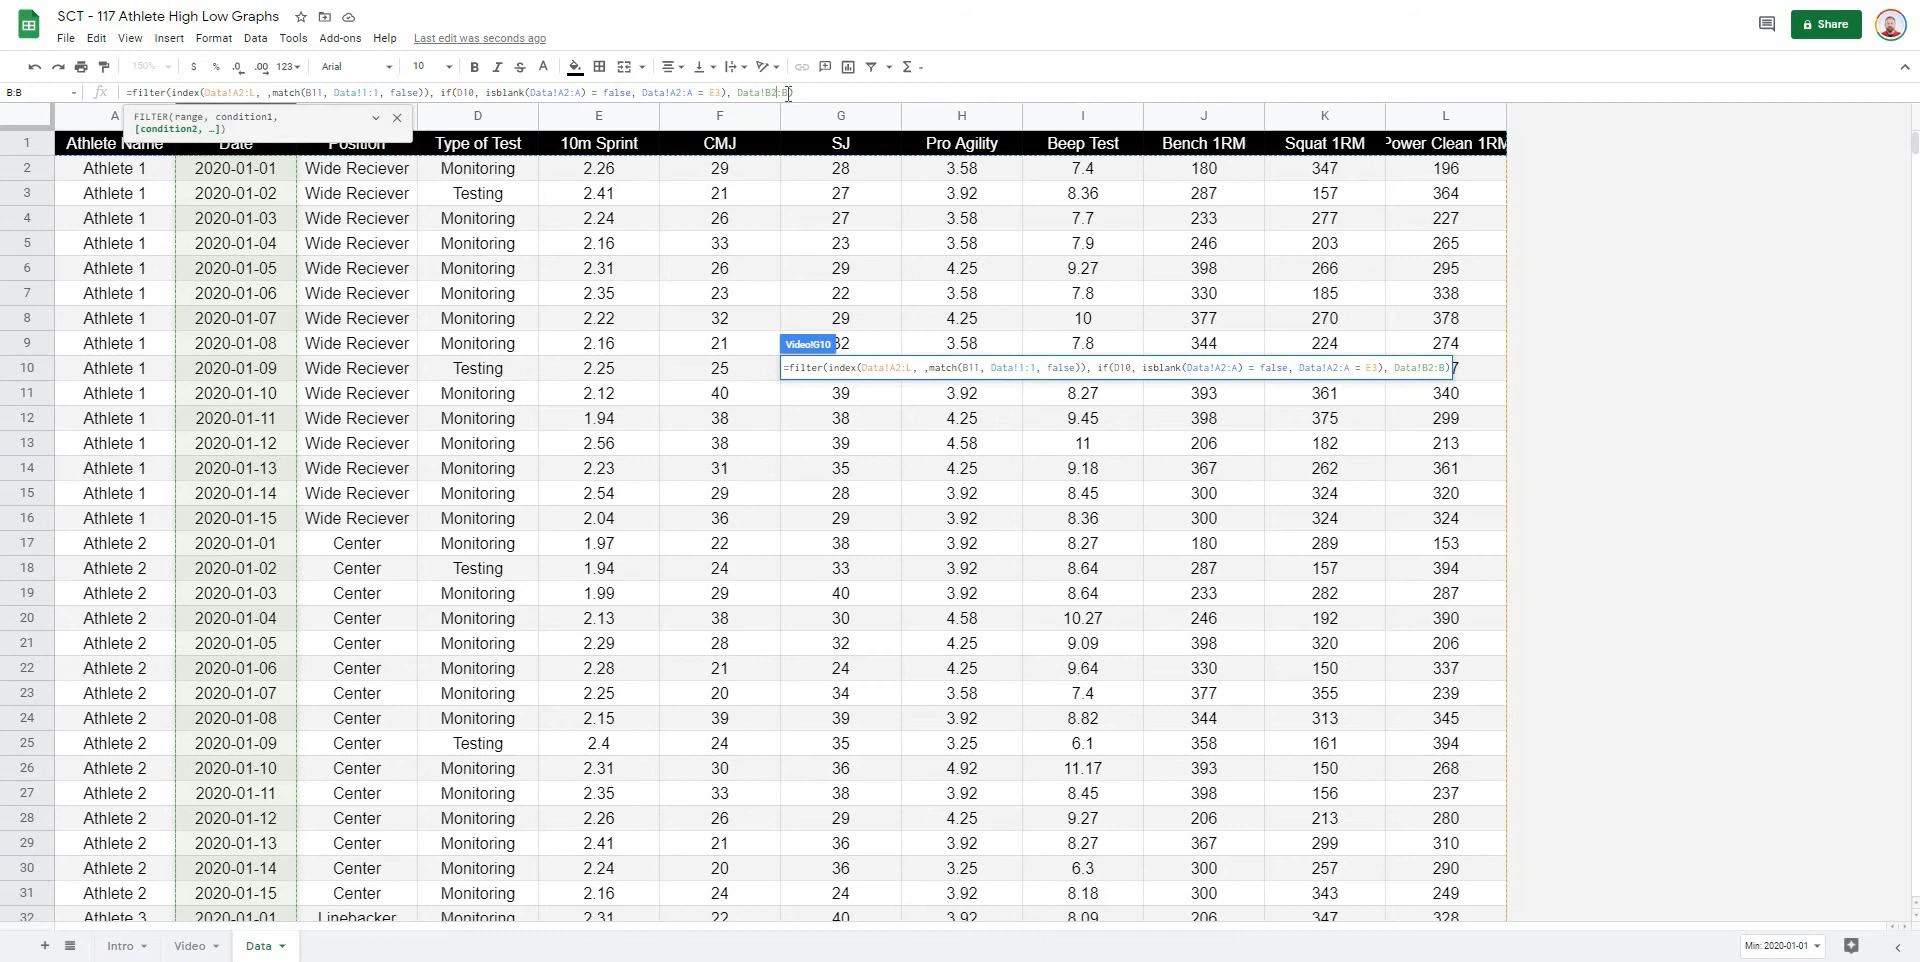 SCT - 117 Athlete High Low Graphs
Share
File Edit View Insert Format Data Tools Add-ons Help Last edit was seconds ago
150% $ % .0 .00 123 Arial 10 B I S A
B:B fx =filter(index(Data!A2:L, ,match(B11, Data!1:1, false)), if(D10, isblank(Data!A2:A) = false, Data!A2:A = E3), Data!B2:B)
FILTER(range, condition1,
[condition2, …])
A D E F G H I J K L
1 Athlete Name Date Position Type of Test 10m Sprint CMJ SJ Pro Agility Beep Test Bench 1RM Squat 1RM Power Clean 1RM
2 Athlete 1 2020-01-01 Wide Reciever Monitoring 2.26 29 28 3.58 7.4 180 347 196
3 Athlete 1 2020-01-02 Wide Reciever Testing 2.41 21 27 3.92 8.36 287 157 364
4 Athlete 1 2020-01-03 Wide Reciever Monitoring 2.24 26 27 3.58 7.7 233 277 227
5 Athlete 1 2020-01-04 Wide Reciever Monitoring 2.16 33 23 3.58 7.9 246 203 265
6 Athlete 1 2020-01-05 Wide Reciever Monitoring 2.31 26 29 4.25 9.27 398 266 295
7 Athlete 1 2020-01-06 Wide Reciever Monitoring 2.35 23 22 3.58 7.8 330 185 338
8 Athlete 1 2020-01-07 Wide Reciever Monitoring 2.22 32 29 4.25 10 377 270 378
9 Athlete 1 2020-01-08 Wide Reciever Monitoring 2.16 21 Video!G10 32 3.58 7.8 344 224 274
10 Athlete 1 2020-01-09 Wide Reciever Testing 2.25 25 =filter(index(Data!A2:L, ,match(B11, Data!1:1, false)), if(D10, isblank(Data!A2:A) = false, Data!A2:A = E3), Data!B2:B) 7
11 Athlete 1 2020-01-10 Wide Reciever Monitoring 2.12 40 39 3.92 8.27 393 361 340
12 Athlete 1 2020-01-11 Wide Reciever Monitoring 1.94 38 38 4.25 9.45 398 375 299
13 Athlete 1 2020-01-12 Wide Reciever Monitoring 2.56 38 39 4.58 11 206 182 213
14 Athlete 1 2020-01-13 Wide Reciever Monitoring 2.23 31 35 4.25 9.18 367 262 361
15 Athlete 1 2020-01-14 Wide Reciever Monitoring 2.54 29 28 3.92 8.45 300 324 320
16 Athlete 1 2020-01-15 Wide Reciever Monitoring 2.04 36 29 3.92 8.36 300 324 324
17 Athlete 2 2020-01-01 Center Monitoring 1.97 22 38 3.92 8.27 180 289 153
18 Athlete 2 2020-01-02 Center Testing 1.94 24 33 3.92 8.64 287 157 394
19 Athlete 2 2020-01-03 Center Monitoring 1.99 29 40 3.92 8.64 233 282 287
20 Athlete 2 2020-01-04 Center Monitoring 2.13 38 30 4.58 10.27 246 192 390
21 Athlete 2 2020-01-05 Center Monitoring 2.29 28 32 4.25 9.09 398 320 206
22 Athlete 2 2020-01-06 Center Monitoring 2.28 21 24 4.25 9.64 330 150 337
23 Athlete 2 2020-01-07 Center Monitoring 2.25 20 34 3.58 7.4 377 355 239
24 Athlete 2 2020-01-08 Center Monitoring 2.15 39 39 3.92 8.82 344 313 345
25 Athlete 2 2020-01-09 Center Testing 2.4 24 35 3.25 6.1 358 161 394
26 Athlete 2 2020-01-10 Center Monitoring 2.31 30 36 4.92 11.17 393 150 268
27 Athlete 2 2020-01-11 Center Monitoring 2.35 33 38 3.92 8.45 398 156 237
28 Athlete 2 2020-01-12 Center Monitoring 2.26 26 29 4.25 9.27 206 213 280
29 Athlete 2 2020-01-13 Center Monitoring 2.41 21 36 3.92 8.27 367 299 310
30 Athlete 2 2020-01-14 Center Monitoring 2.24 20 36 3.25 6.3 300 257 290
31 Athlete 2 2020-01-15 Center Monitoring 2.16 24 24 3.92 8.18 300 343 249
32 Athlete 3 2020-01-01 Linebacker Monitoring 2.31 22 40 3.92 8.09 206 347 328
Intro Video Data Min: 2020-01-01